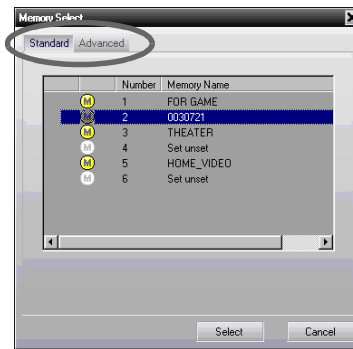 Memory Select
Standard Advanced
Number Memory Name
M 1 FOR GAME
M 2 0030721
M 3 THEATER
M 4 Set unset
M 5 HOME_VIDEO
M 6 Set unset
Select Cancel